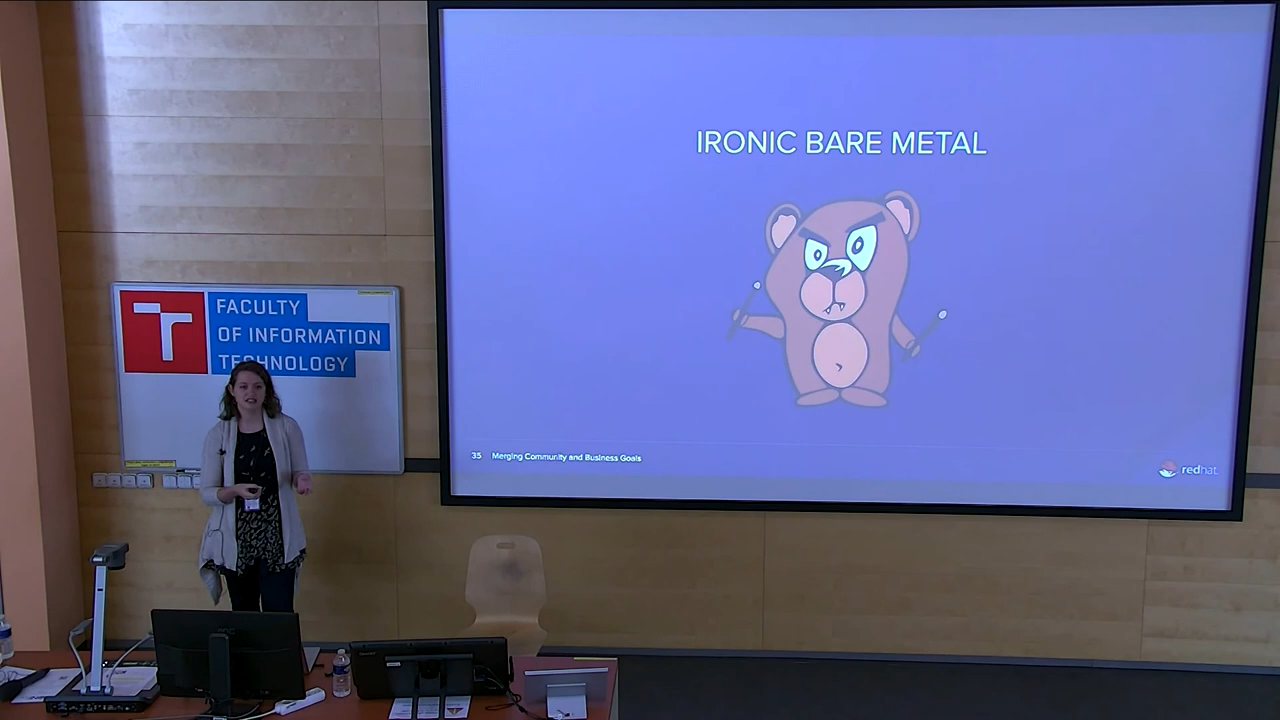 IRONIC BARE METAL
FACULTY
OF INFORMATION
TECHNOLOGY
35 Merging Community and Business Goals
redhat